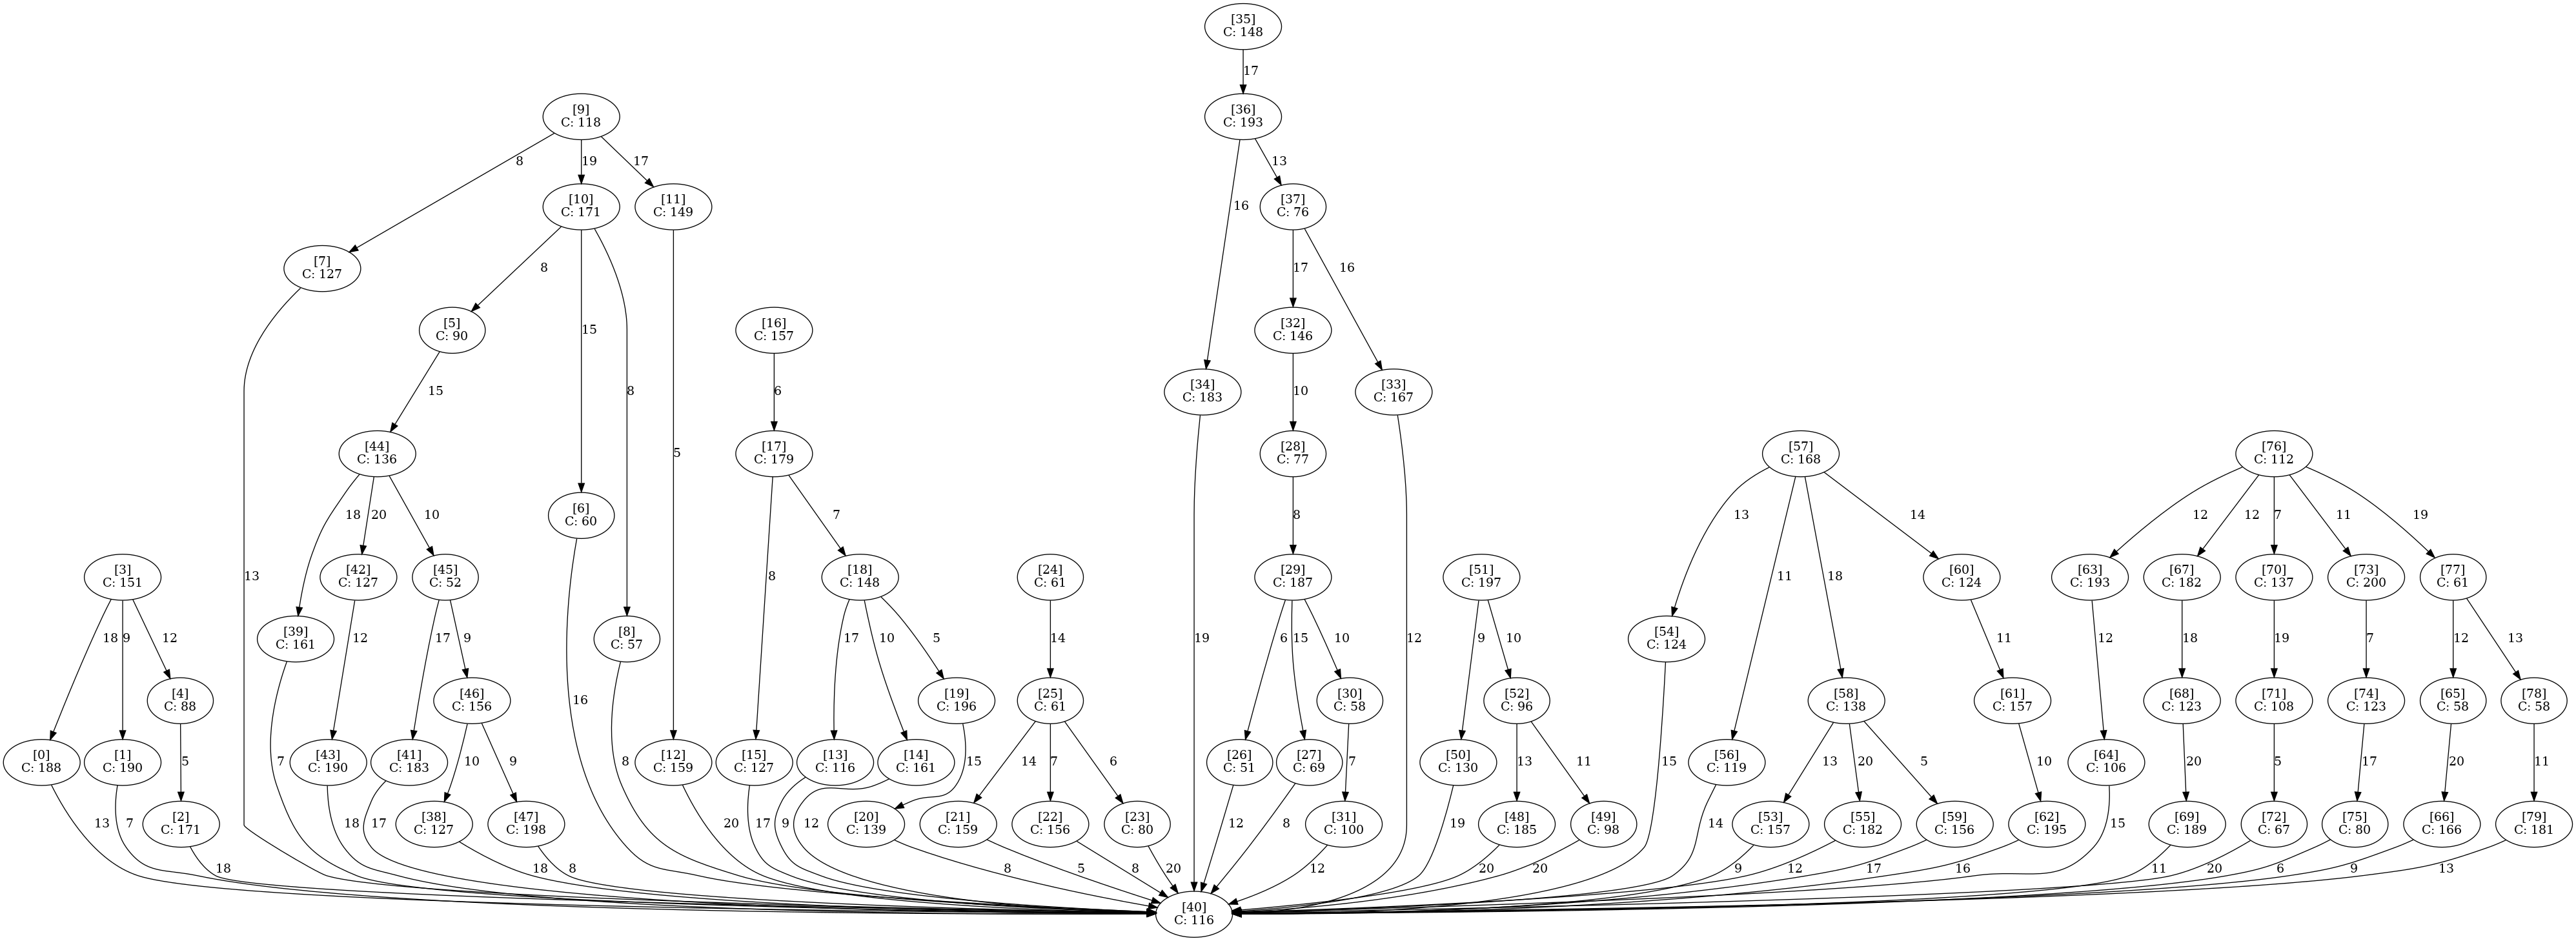 [35]
C: 148
17
[9]
C: 118
[36]
C: 193
8
19
17
13
[10]
C: 171
[11]
C: 149
16
[37]
C: 76
[7]
C: 127
8
17
16
[5]
C: 90
15
[16]
C: 157
[32]
C: 146
15
8
6
[34]
C: 183
10
[33]
C: 167
[44]
C: 136
5
[17]
C: 179
[28]
C: 77
[57]
C: 168
[76]
C: 112
18
20
10
[6]
C: 60
7
8
13
14
12
12
7
11
19
[3]
C: 151
13
[42]
C: 127
[45]
C: 52
8
[18]
C: 148
[24]
C: 61
[29]
C: 187
[51]
C: 197
11
18
[60]
C: 124
[63]
C: 193
[67]
C: 182
[70]
C: 137
[73]
C: 200
[77]
C: 61
18
9
12
[39]
C: 161
12
17
9
[8]
C: 57
17
10
5
14
6
15
10
19
12
9
10
[54]
C: 124
11
12
18
19
7
12
13
[4]
C: 88
[46]
C: 156
16
[19]
C: 196
[25]
C: 61
[30]
C: 58
[52]
C: 96
[58]
C: 138
[61]
C: 157
[68]
C: 123
[71]
C: 108
[74]
C: 123
[65]
C: 58
[78]
C: 58
[0]
C: 188
[1]
C: 190
5
7
[43]
C: 190
[41]
C: 183
10
9
8
[12]
C: 159
[15]
C: 127
[13]
C: 116
[14]
C: 161
15
14
7
6
[26]
C: 51
[27]
C: 69
7
[50]
C: 130
13
11
15
[56]
C: 119
13
20
5
10
[64]
C: 106
20
5
17
20
11
13
7
[2]
C: 171
18
17
[38]
C: 127
[47]
C: 198
20
17
9
12
[20]
C: 139
[21]
C: 159
[22]
C: 156
[23]
C: 80
12
8
[31]
C: 100
19
[48]
C: 185
[49]
C: 98
14
[53]
C: 157
[55]
C: 182
[59]
C: 156
[62]
C: 195
15
[69]
C: 189
[72]
C: 67
[75]
C: 80
[66]
C: 166
[79]
C: 181
18
18
8
8
5
8
20
12
20
20
9
12
17
16
11
20
6
9
13
[40]
C: 116